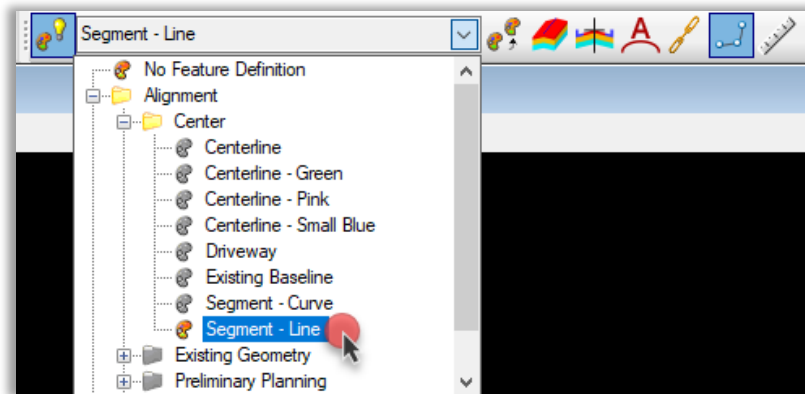 Segment - Line
No Feature Definition
Alignment
Center
Centerline
Centerline - Green
Centerline - Pink
Centerline - Small Blue
Driveway
Existing Baseline
Segment - Curve
Segment - Line
Existing Geometry
Preliminary Planning
A